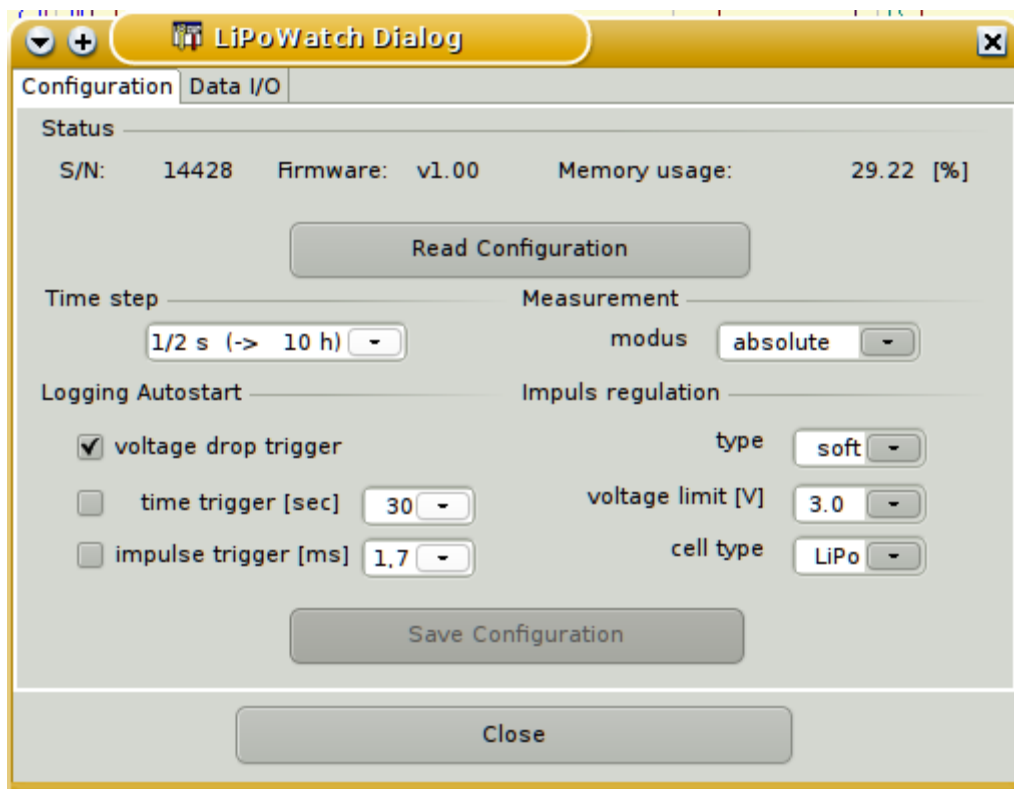 LiPoWatch Dialog
Configuration Data I/O
Status
S/N: 14428 Firmware: v1.00 Memory usage: 29.22 [%]
Read Configuration
Time step Measurement
1/2 s (-> 10 h) modus absolute
Logging Autostart Impuls regulation
voltage drop trigger type soft
time trigger [sec] 30 voltage limit [V] 3.0
impulse trigger [ms] 1,7 cell type LiPo
Save Configuration
Close